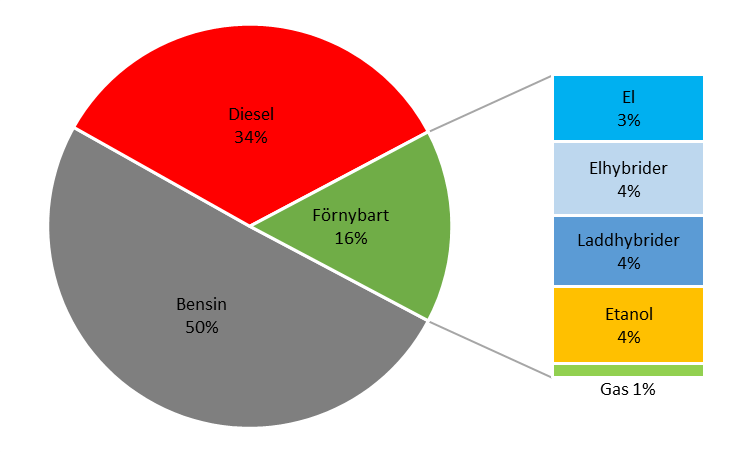 Diesel
34%
Förnybart
16%
Bensin
50%
El
3%
Elhybrider
4%
Laddhybrider
4%
Etanol
4%
Gas 1%